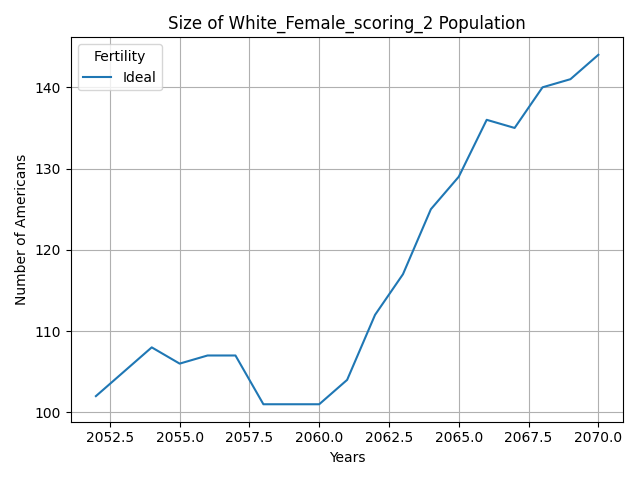 Size of White_Female_scoring_2 Population
Fertility
Ideal
Number of Americans
140
130
120
110
100
2052.5 2055.0 2057.5 2060.0 2062.5 2065.0 2067.5 2070.0
Years